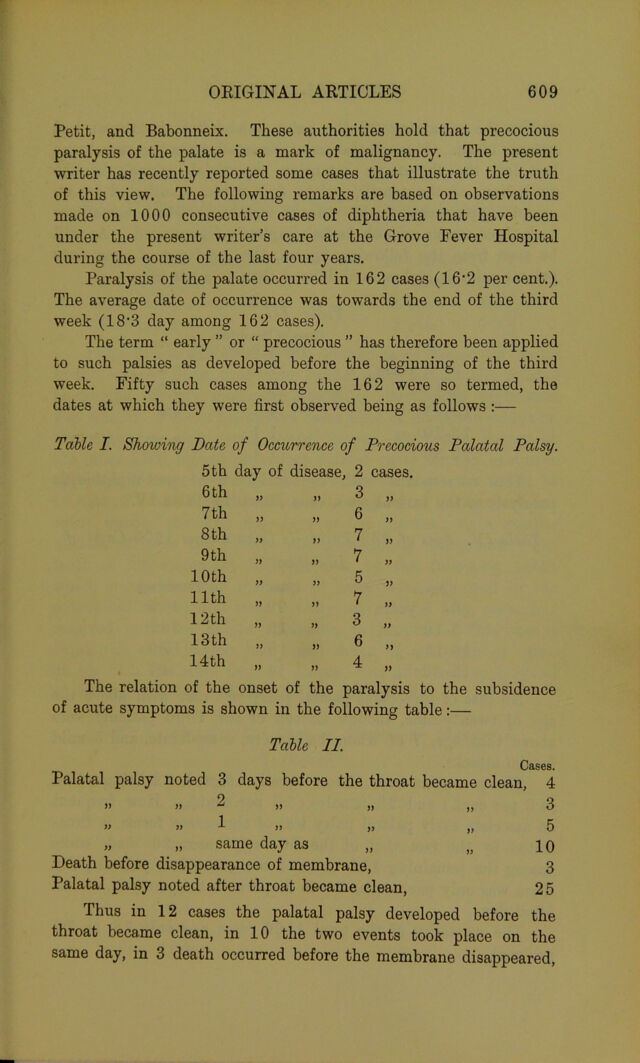 ORIGINAL ARTICLES 609
Petit, and Babonneix. These authorities hold that precocious
paralysis of the palate is a mark of malignancy. The present
writer has recently reported some cases that illustrate the truth
of this view. The following remarks are based on observations
made on 1000 consecutive cases of diphtheria that have been
under the present writer's care at the Grove Fever Hospital
during the course of the last four years.
Paralysis of the palate occurred in 162 cases (16·2 per cent.).
The average date of occurrence was towards the end of the third
week (18·3 day among 162 cases).
The term “ early ” or “ precocious ” has therefore been applied
to such palsies as developed before the beginning of the third
week. Fifty such cases among the 162 were so termed, the
dates at which they were first observed being as follows :—
Table I. Showing Date of Occurrence of Precocious Palatal Palsy.
5th day of disease, 2 cases.
6th „ „ 3 „
7th „ „ 6 „
8th „ „ 7 „
9th „ „ 7 „
10th „ „ 5 „
11th „ „ 7 „
12th „ „ 3 „
13th „ „ 6 „
14th „ „ 4 „
The relation of the onset of the paralysis to the subsidence
of acute symptoms is shown in the following table :—
Table II.
Cases.
Palatal palsy noted 3 days before the throat became clean, 4
„ „ 2 „ „ „ 3
„ „ 1 „ „ „ 5
„ „ same day as „ „ 10
Death before disappearance of membrane, 3
Palatal palsy noted after throat became clean, 25
Thus in 12 cases the palatal palsy developed before the
throat became clean, in 10 the two events took place on the
same day, in 3 death occurred before the membrane disappeared,